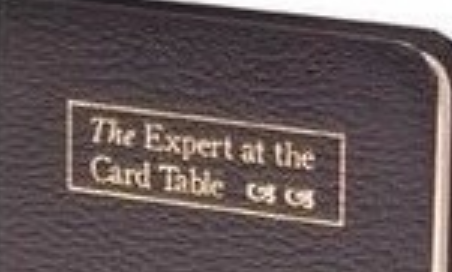 The Expert at the
Card Table